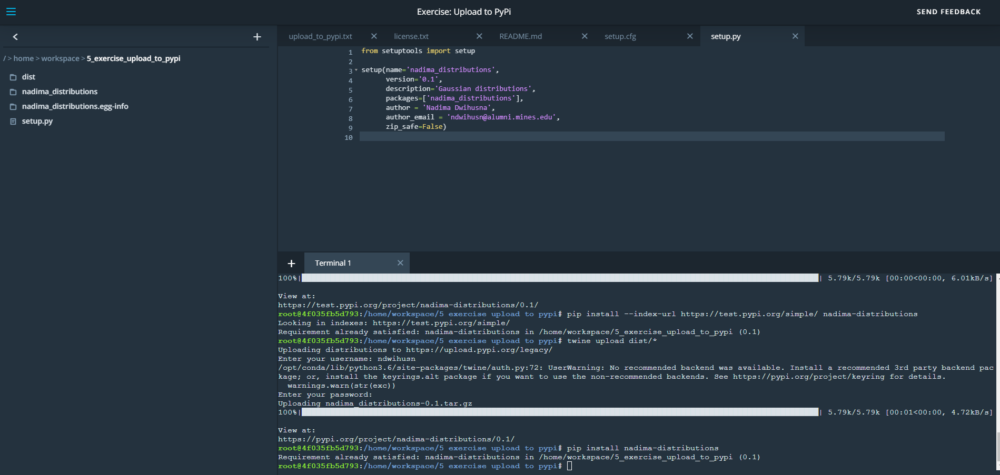 Exercise: Upload to PyPi
SEND FEEDBACK
/ > home > workspace > 5_exercise_upload_to_pypi
dist
nadima_distributions
nadima_distributions.egg-info
setup.py
upload_to_pypi.txt
license.txt
README.md
setup.cfg
setup.py
1 from setuptools import setup
2
3 setup(name='nadima_distributions',
4 version='0.1',
5 description='Gaussian distributions',
6 packages=['nadima_distributions'],
7 author = 'Nadima Dwihusna',
8 author_email = 'ndwihusn@alumni.mines.edu',
9 zip_safe=False)
10
Terminal 1
100%| | 5.79k/5.79k [00:00<00:00, 6.01kB/s]
View at:
https://test.pypi.org/project/nadima-distributions/0.1/
root@4f035fb5d793:/home/workspace/5 exercise upload to pypi# pip install --index-url https://test.pypi.org/simple/ nadima-distributions
Looking in indexes: https://test.pypi.org/simple/
Requirement already satisfied: nadima-distributions in /home/workspace/5_exercise_upload_to_pypi (0.1)
root@4f035fb5d793:/home/workspace/5 exercise upload to pypi# twine upload dist/*
Uploading distributions to https://upload.pypi.org/legacy/
Enter your username: ndwihusn
/opt/conda/lib/python3.6/site-packages/twine/auth.py:72: UserWarning: No recommended backend was available. Install a recommended 3rd party backend pac
kage; or, install the keyrings.alt package if you want to use the non-recommended backends. See https://pypi.org/project/keyring for details.
warnings.warn(str(exc))
Enter your password:
Uploading nadima_distributions-0.1.tar.gz
100%| | 5.79k/5.79k [00:01<00:00, 4.72kB/s]
View at:
https://pypi.org/project/nadima-distributions/0.1/
root@4f035fb5d793:/home/workspace/5 exercise upload to pypi# pip install nadima-distributions
Requirement already satisfied: nadima-distributions in /home/workspace/5_exercise_upload_to_pypi (0.1)
root@4f035fb5d793:/home/workspace/5 exercise upload to pypi#